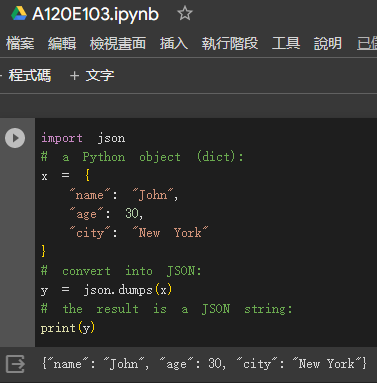 A120E103.ipynb
檔案 編輯 檢視畫面 插入 執行階段 工具 說明
程式碼 + 文字
import json
# a Python object (dict):
x = {
    "name": "John",
    "age": 30,
    "city": "New York"
}
# convert into JSON:
y = json.dumps(x)
# the result is a JSON string:
print(y)
{"name": "John", "age": 30, "city": "New York"}